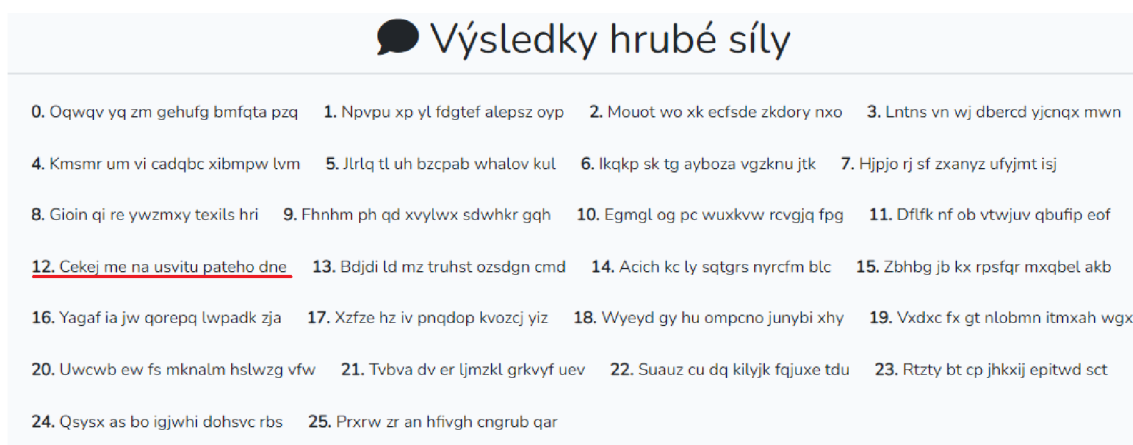 Výsledky hrubé síly
0. Oqwqv yq zm gehufg bmfqta pzq 1. Npvpu xp yl fdgtef alepsz oyp 2. Mouot wo xk ecfsde zkdory nxo 3. Lntns vn wj dbercd yjcnqx mwn
4. Kmsmr um vi cadqbc xibmpw lvm 5. Jlrlq tl uh bzcpab whalov kul 6. Ikqkp sk tg ayboza vgzknu jtk 7. Hjpjo rj sf zxanyz ufyjmt isj
8. Gioin qi re ywzmxy texils hri 9. Fhnhm ph qd xvylwx sdwhkr gqh 10. Egmgl og pc wuxkvw rcvgjq fpg 11. Dflfk nf ob vtwjuv qbufip eof
12. Cekej me na usvitu pateho dne 13. Bdjdi ld mz truhst ozsdgn cmd 14. Acich kc ly sqtgrs nyrcfm blc 15. Zbhbg jb kx rpsfqr mxqbel akb
16. Yagaf ia jw qorepq lwpadk zja 17. Xzfze hz iv pnqdop kvozcj yiz 18. Wyeyd gy hu ompcno junybi xhy 19. Vxdxc fx gt nlobmn itmxah wgx
20. Uwcwb ew fs mknalm hslwzg vfw 21. Tvbva dv er ljmzkl grkvyf uev 22. Suauz cu dq kilyjk fqjuxe tdu 23. Rtzty bt cp jhkxij epitwd sct
24. Qsysx as bo igjwhi dohsvc rbs 25. Prxrw zr an hfivgh cngrub qar